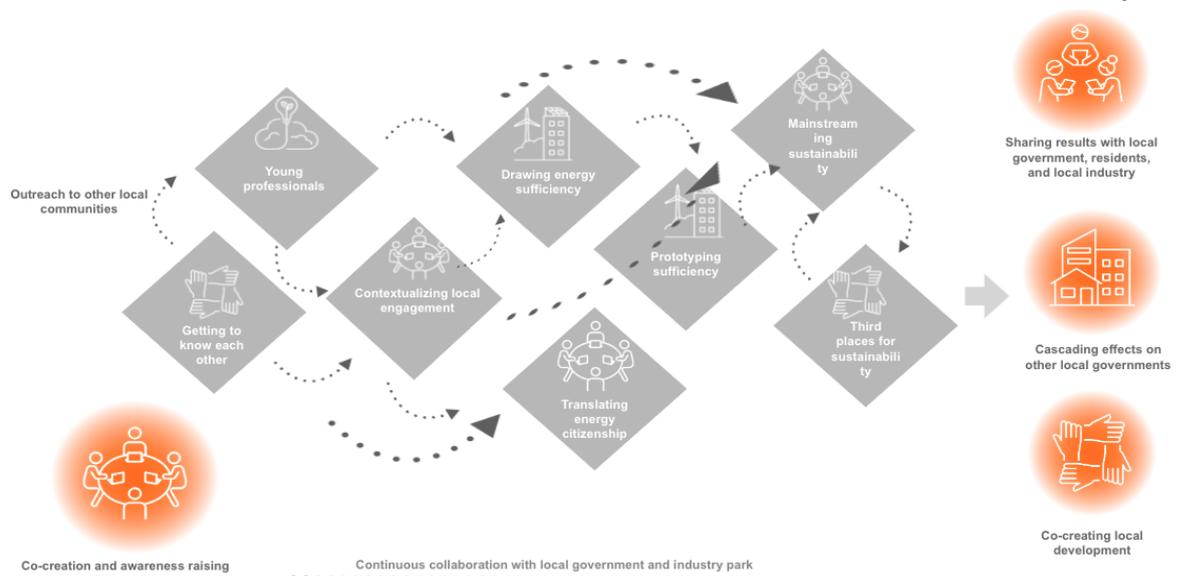 Outreach to other local
communities
Young
professionals
Getting to
know each
other
Contextualizing local
engagement
Drawing energy
sufficiency
Translating
energy
citizenship
Prototyping
sufficiency
Mainstream
ing
sustainabili
ty
Third
places for
sustainabili
ty
Sharing results with local
government, residents,
and local industry
Cascading effects on
other local governments
Co-creating local
development
Co-creation and awareness raising
Continuous collaboration with local government and industry park